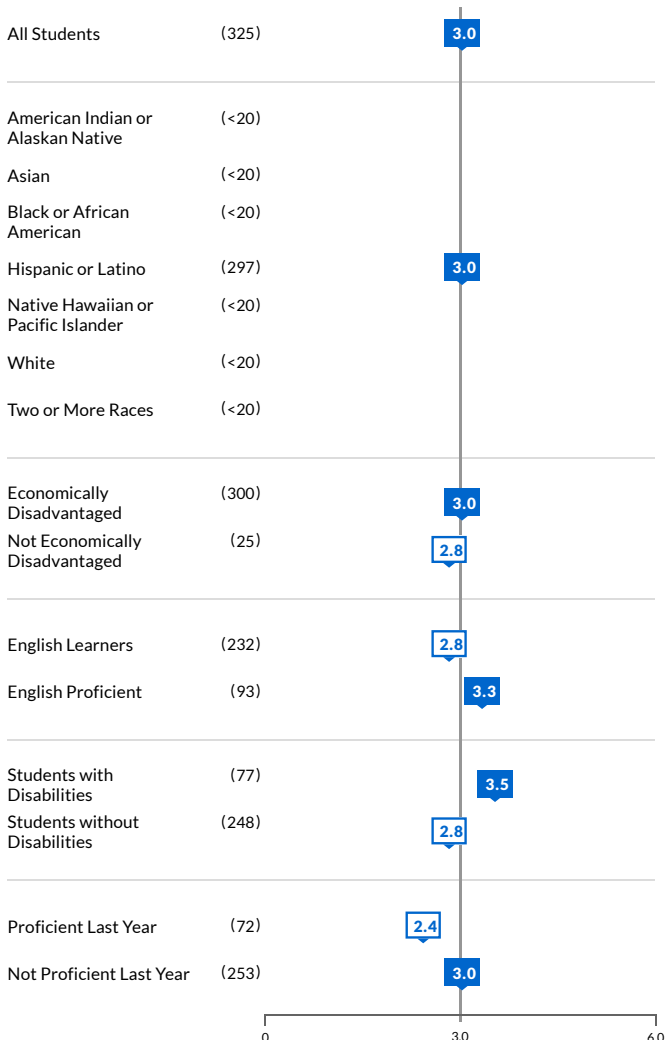 All Students (325) 3.0
American Indian or (<20)
Alaskan Native
Asian (<20)
Black or African (<20)
American
Hispanic or Latino (297) 3.0
Native Hawaiian or (<20)
Pacific Islander
White (<20)
Two or More Races (<20)
Economically (300) 3.0
Disadvantaged
Not Economically (25) 2.8
Disadvantaged
English Learners (232) 2.8
English Proficient (93) 3.3
Students with (77) 3.5
Disabilities
Students without (248) 2.8
Disabilities
Proficient Last Year (72) 2.4
Not Proficient Last Year (253) 3.0
0 3.0 6.0